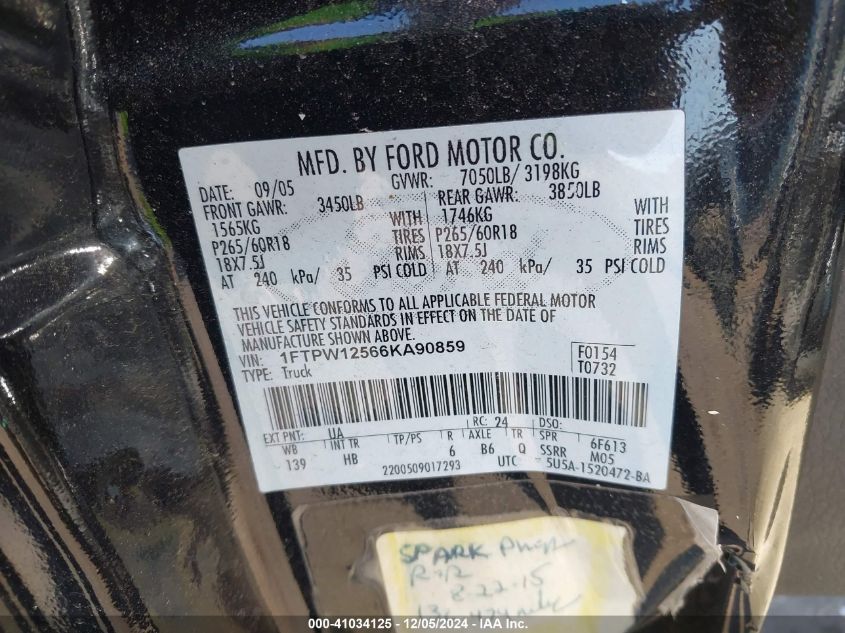 MFD. BY FORD MOTOR CO.
DATE: 09/05 GVWR: 7050LB/ 3198KG
FRONT GAWR: 3450LB REAR GAWR: 3850LB
1565KG WITH 1746KG WITH
P265/60R18 TIRES P265/60R18 TIRES
18X7.5J RIMS 18X7.5J RIMS
AT 240 kPa/ 35 PSI COLD AT 240 kPa/ 35 PSI COLD
THIS VEHICLE CONFORMS TO ALL APPLICABLE FEDERAL MOTOR
VEHICLE SAFETY STANDARDS IN EFFECT ON THE DATE OF
MANUFACTURE SHOWN ABOVE.
VIN: 1FTPW12566KA90859 F0154
TYPE: Truck T0732
EXT PNT: UA RC: 24 DSO:
WB INT TR TP/PS R AXLE TR SPR 6F613
139 HB 6 B6 Q SSRR M05
2200509017293 UTC 5U5A-1520472-BA
SPARK Plugs
R+R
8-22-15
000-41034125 - 12/05/2024 - IAA Inc.